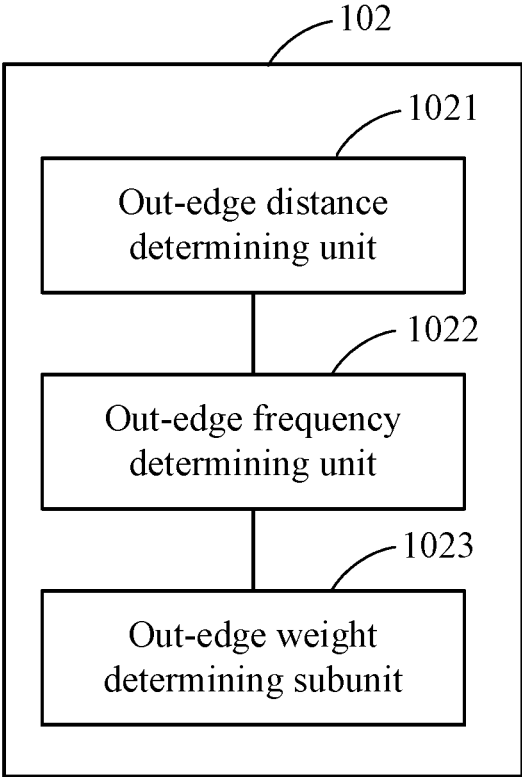 102
1021
Out-edge distance
determining unit
1022
Out-edge frequency
determining unit
1023
Out-edge weight
determining subunit